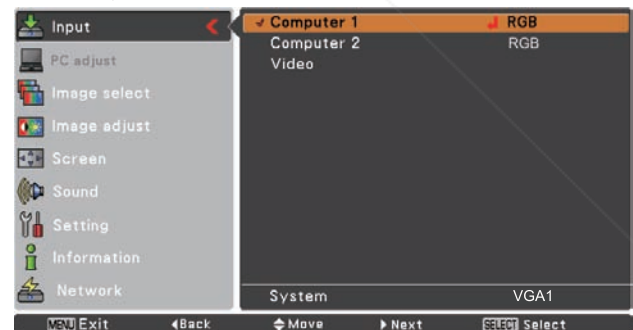 Input
PC adjust
Image select
Image adjust
Screen
Sound
Setting
Information
Network
Computer 1 RGB
Computer 2 RGB
Video
System VGA1
MENU Exit Back Move Next SELECT Select